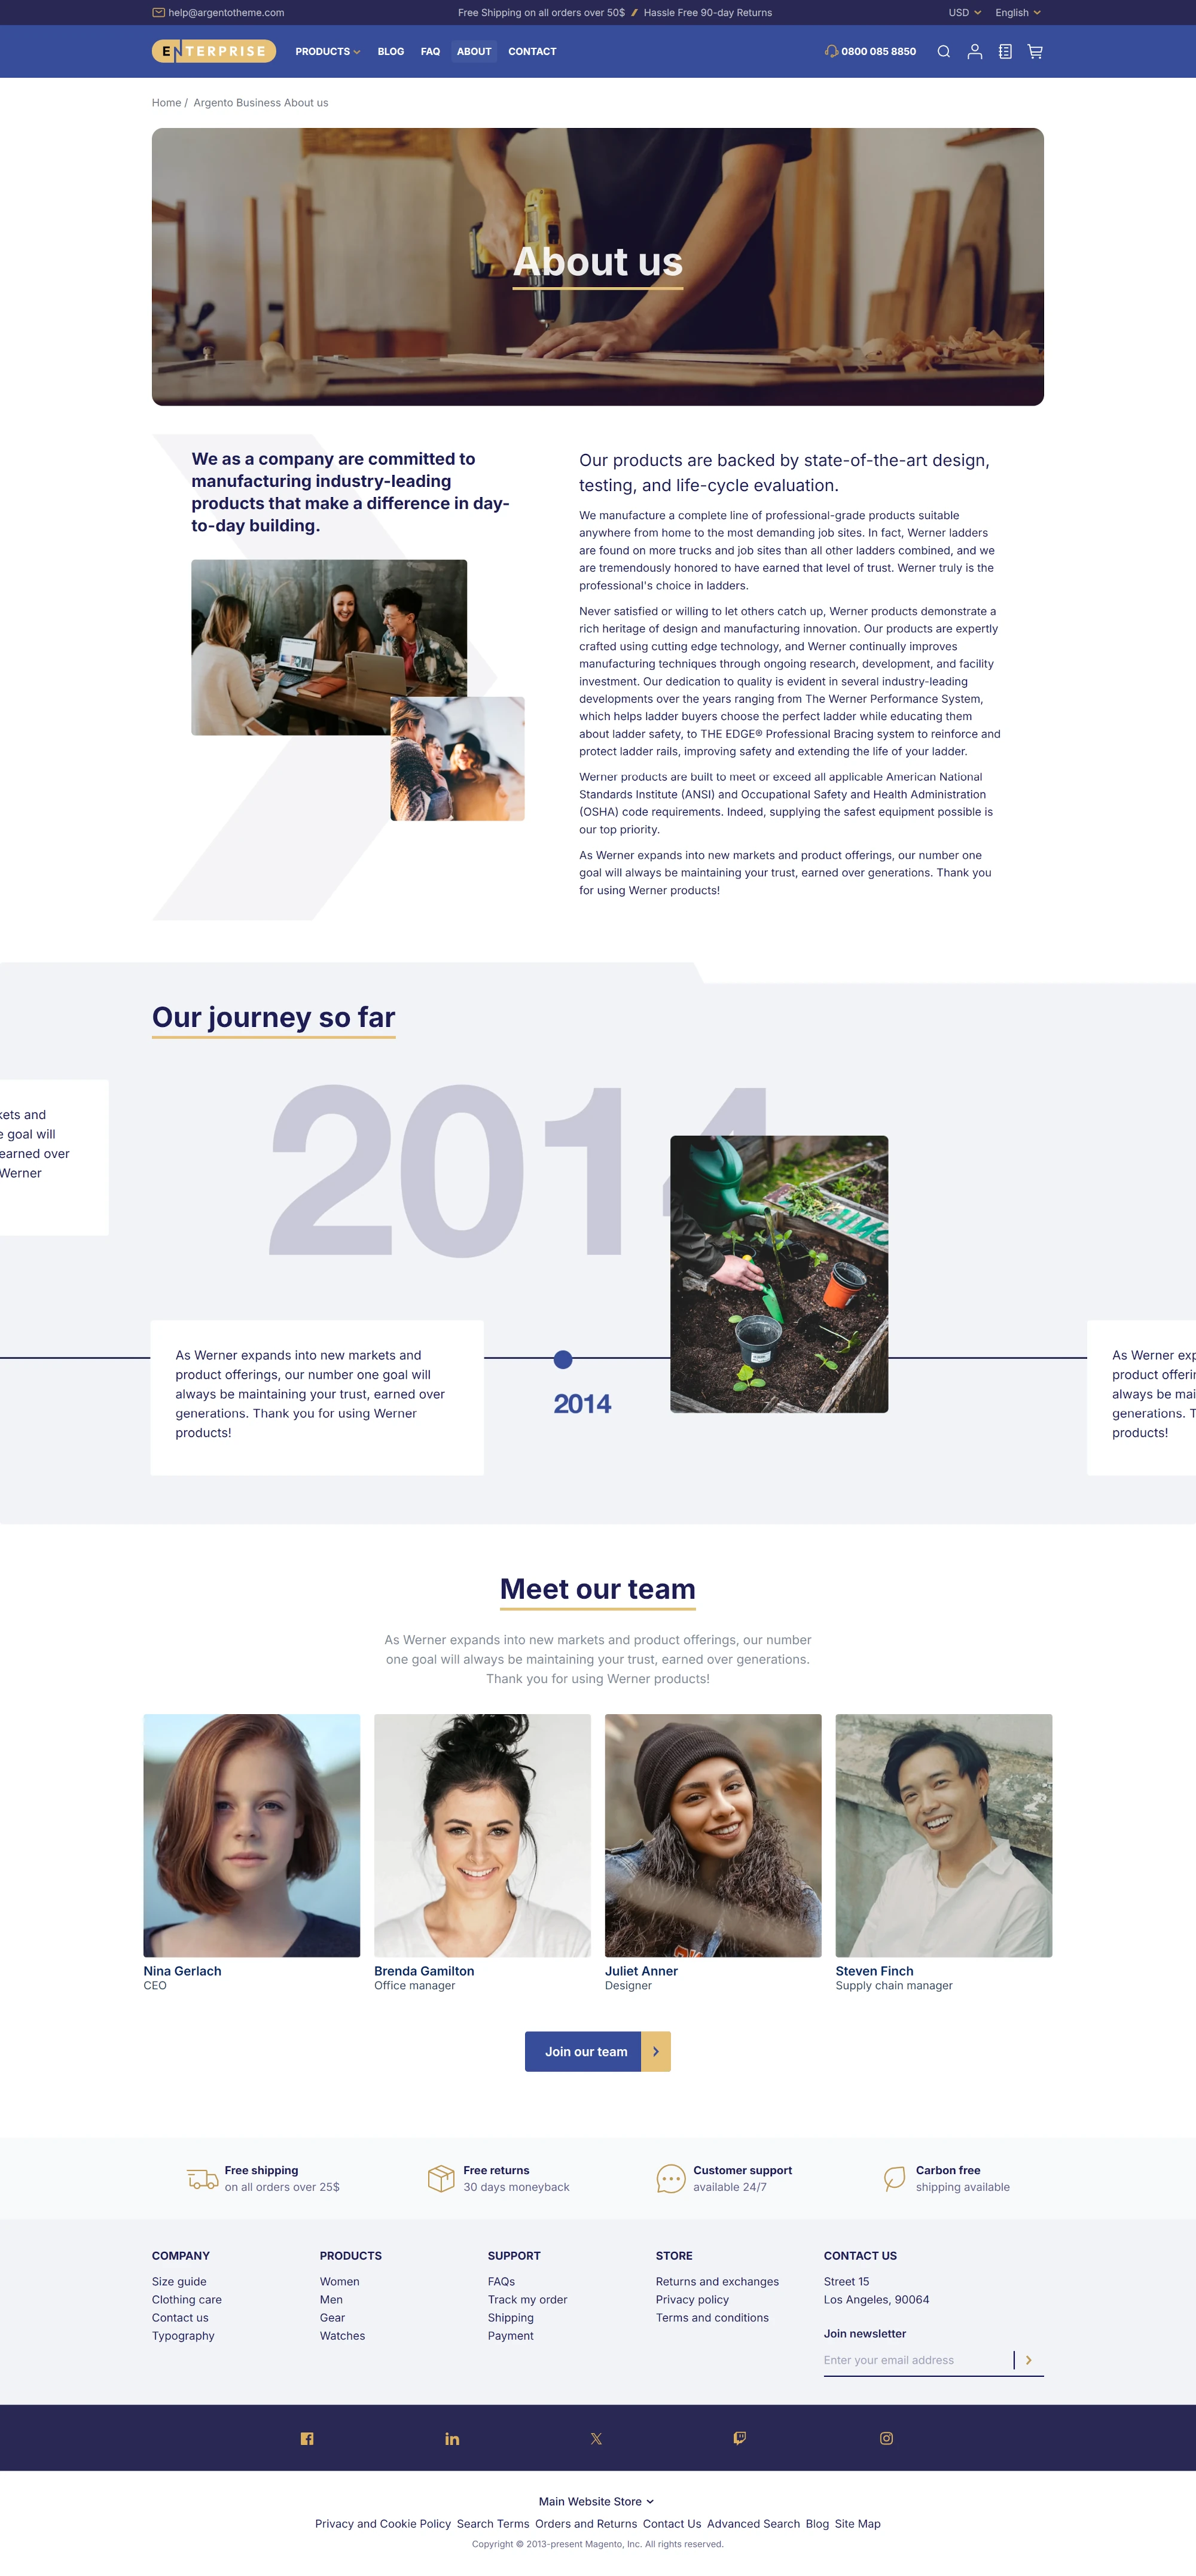 help@argentotheme.com
Free Shipping on all orders over 50$ Hassle Free 90-day Returns
USD English
ENTERPRISE
PRODUCTS BLOG FAQ ABOUT CONTACT
0800 085 8850
Home / Argento Business About us
About us
We as a company are committed to
manufacturing industry-leading
products that make a difference in day-
to-day building.
Our products are backed by state-of-the-art design,
testing, and life-cycle evaluation.
We manufacture a complete line of professional-grade products suitable
anywhere from home to the most demanding job sites. In fact, Werner ladders
are found on more trucks and job sites than all other ladders combined, and we
are tremendously honored to have earned that level of trust. Werner truly is the
professional's choice in ladders.
Never satisfied or willing to let others catch up, Werner products demonstrate a
rich heritage of design and manufacturing innovation. Our products are expertly
crafted using cutting edge technology, and Werner continually improves
manufacturing techniques through ongoing research, development, and facility
investment. Our dedication to quality is evident in several industry-leading
developments over the years ranging from The Werner Performance System,
which helps ladder buyers choose the perfect ladder while educating them
about ladder safety, to THE EDGE® Professional Bracing system to reinforce and
protect ladder rails, improving safety and extending the life of your ladder.
Werner products are built to meet or exceed all applicable American National
Standards Institute (ANSI) and Occupational Safety and Health Administration
(OSHA) code requirements. Indeed, supplying the safest equipment possible is
our top priority.
As Werner expands into new markets and product offerings, our number one
goal will always be maintaining your trust, earned over generations. Thank you
for using Werner products!
Our journey so far
kets and
e goal will
earned over
Werner
2014
As Werner expands into new markets and
product offerings, our number one goal will
always be maintaining your trust, earned over
generations. Thank you for using Werner
products!
2014
As Werner exp
product offerin
always be mai
generations. T
products!
Meet our team
As Werner expands into new markets and product offerings, our number
one goal will always be maintaining your trust, earned over generations.
Thank you for using Werner products!
Nina Gerlach
CEO
Brenda Gamilton
Office manager
Juliet Anner
Designer
Steven Finch
Supply chain manager
Join our team
Free shipping
on all orders over 25$
Free returns
30 days moneyback
Customer support
available 24/7
Carbon free
shipping available
COMPANY
Size guide
Clothing care
Contact us
Typography
PRODUCTS
Women
Men
Gear
Watches
SUPPORT
FAQs
Track my order
Shipping
Payment
STORE
Returns and exchanges
Privacy policy
Terms and conditions
CONTACT US
Street 15
Los Angeles, 90064
Join newsletter
Enter your email address
Main Website Store
Privacy and Cookie Policy Search Terms Orders and Returns Contact Us Advanced Search Blog Site Map
Copyright © 2013-present Magento, Inc. All rights reserved.